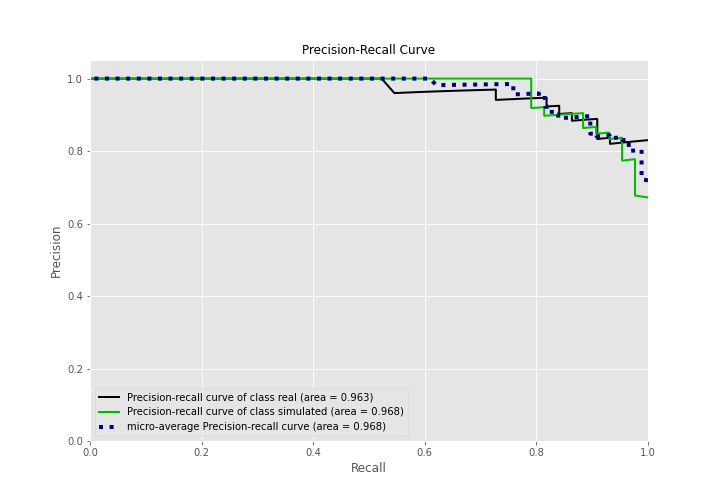 Precision-Recall Curve
1.0
0.8
0.6
0.4
0.2
0.0
Precision
Precision-recall curve of class real (area = 0.963)
Precision-recall curve of class simulated (area = 0.968)
micro-average Precision-recall curve (area = 0.968)
0.0 0.2 0.4 0.6 0.8 1.0
Recall